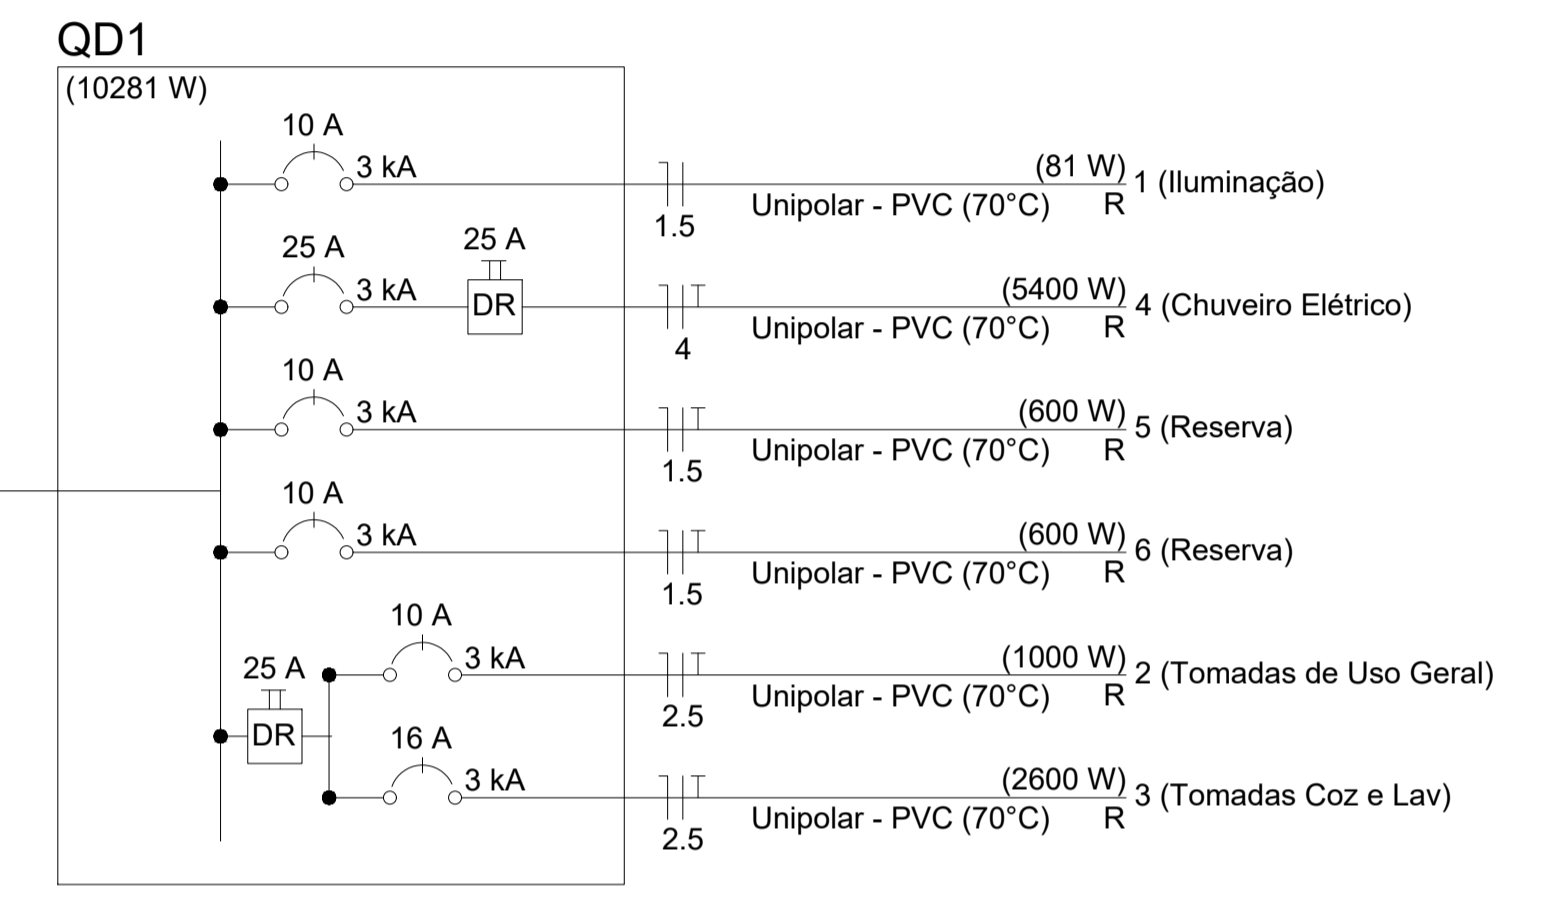 QD1
(10281 W)
10 A
3 kA
1.5
Unipolar - PVC (70°C)
(81 W)
R
1 (Iluminação)
25 A
3 kA
25 A
DR
4
Unipolar - PVC (70°C)
(5400 W)
R
4 (Chuveiro Elétrico)
10 A
3 kA
1.5
Unipolar - PVC (70°C)
(600 W)
R
5 (Reserva)
10 A
3 kA
1.5
Unipolar - PVC (70°C)
(600 W)
R
6 (Reserva)
25 A
DR
10 A
3 kA
2.5
Unipolar - PVC (70°C)
(1000 W)
R
2 (Tomadas de Uso Geral)
16 A
3 kA
2.5
Unipolar - PVC (70°C)
(2600 W)
R
3 (Tomadas Coz e Lav)